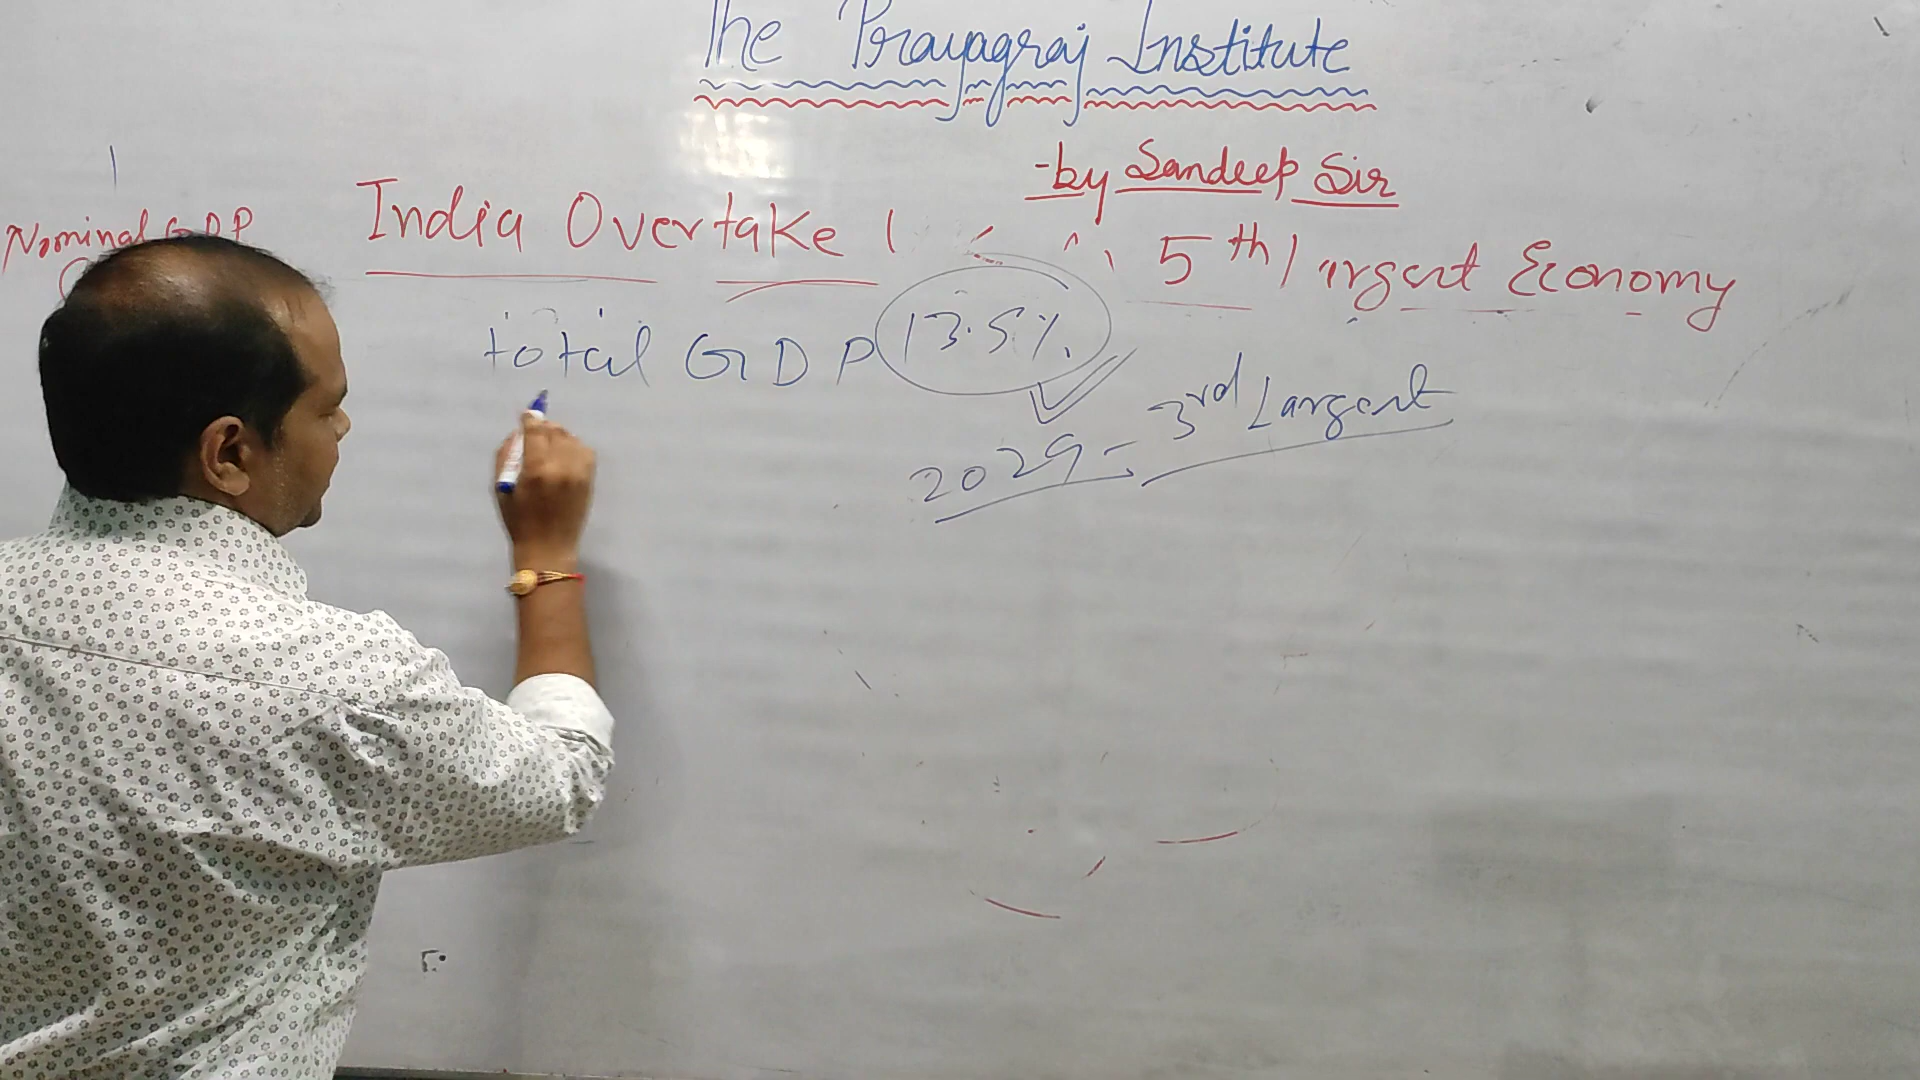 The Prayagraj Institute
-by Sandeep Sir
Nominal GDP
India Overtake
5th largest Economy
total GDP 13.5%.
2029 - 3rd Largest